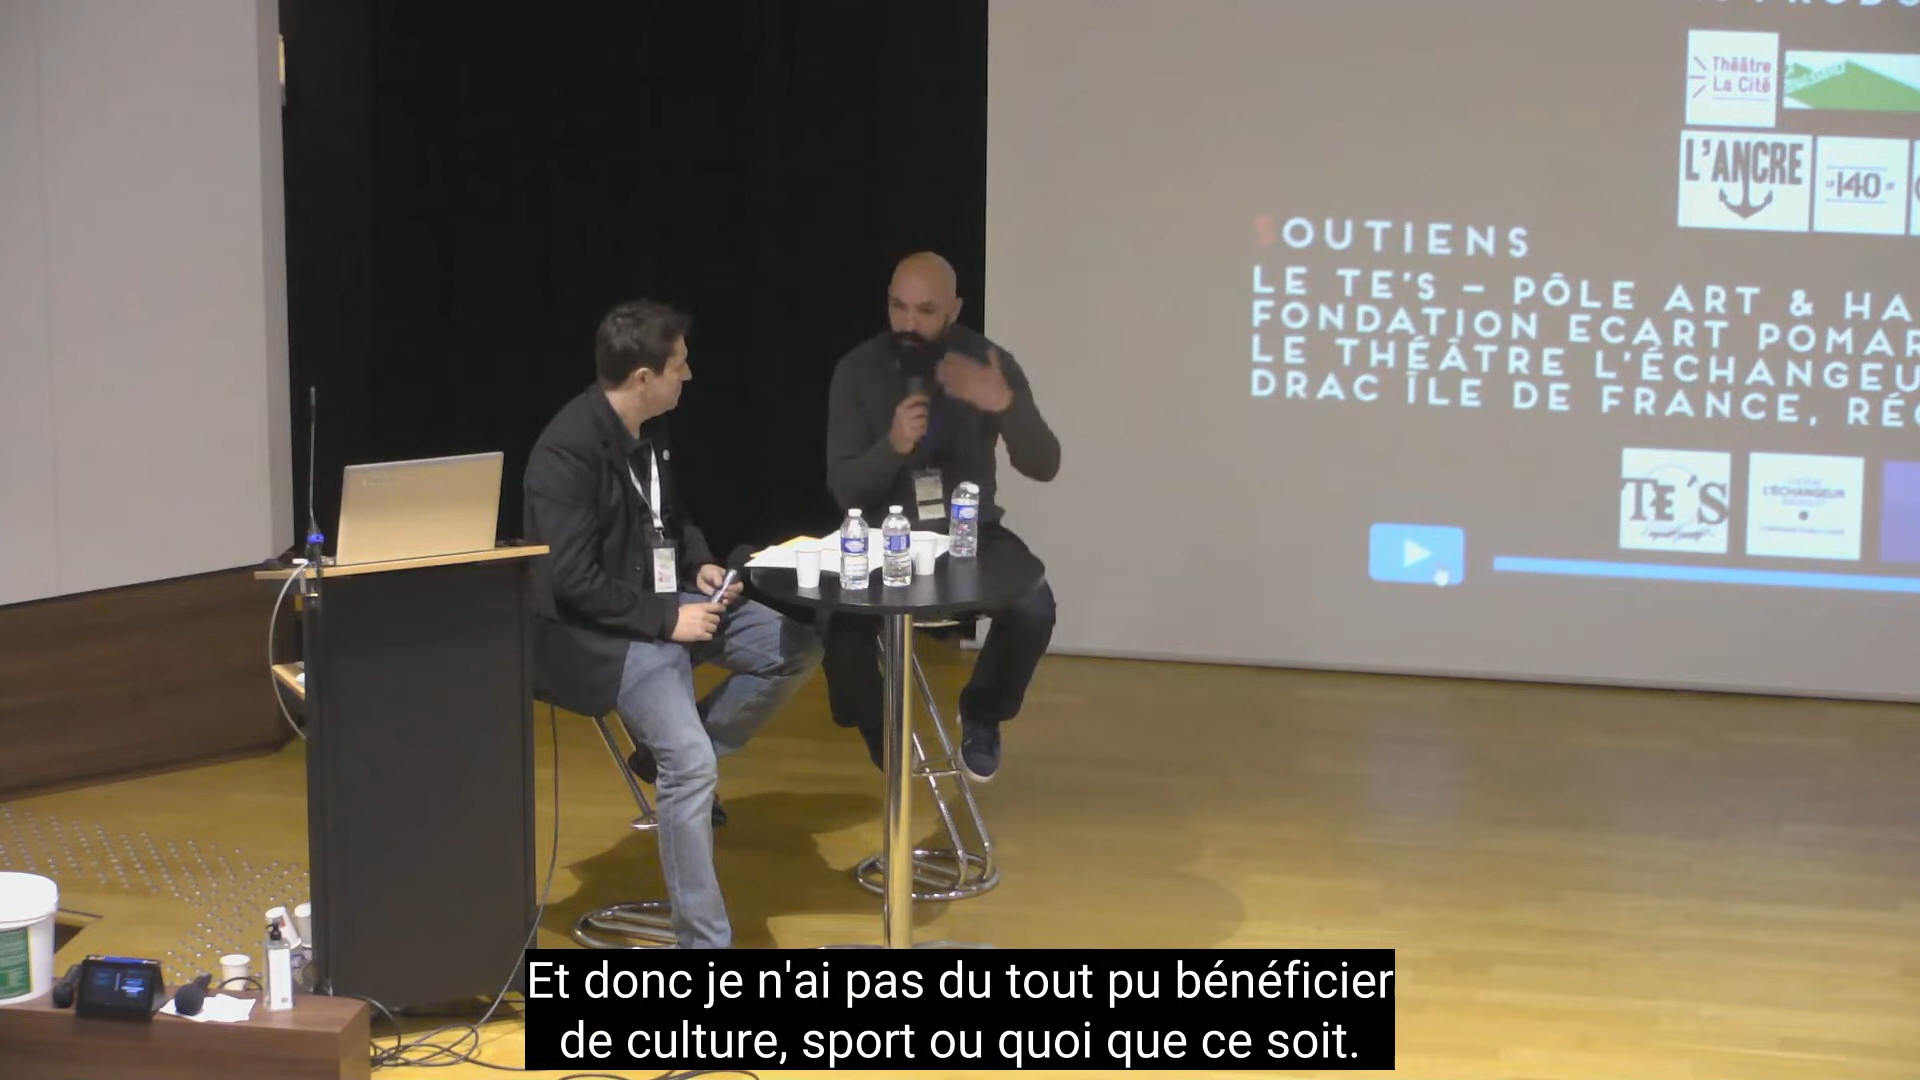 Théâtre
La Cité
L'ANCRE
140
SOUTIENS
LE TE'S – PÔLE ART & HA
FONDATION ECART POMAR
LE THÉÂTRE L'ÉCHANGEU
DRAC ÎLE DE FRANCE, RÉG
TE'S
L'ÉCHANGEUR
Et donc je n'ai pas du tout pu bénéficier
de culture, sport ou quoi que ce soit.